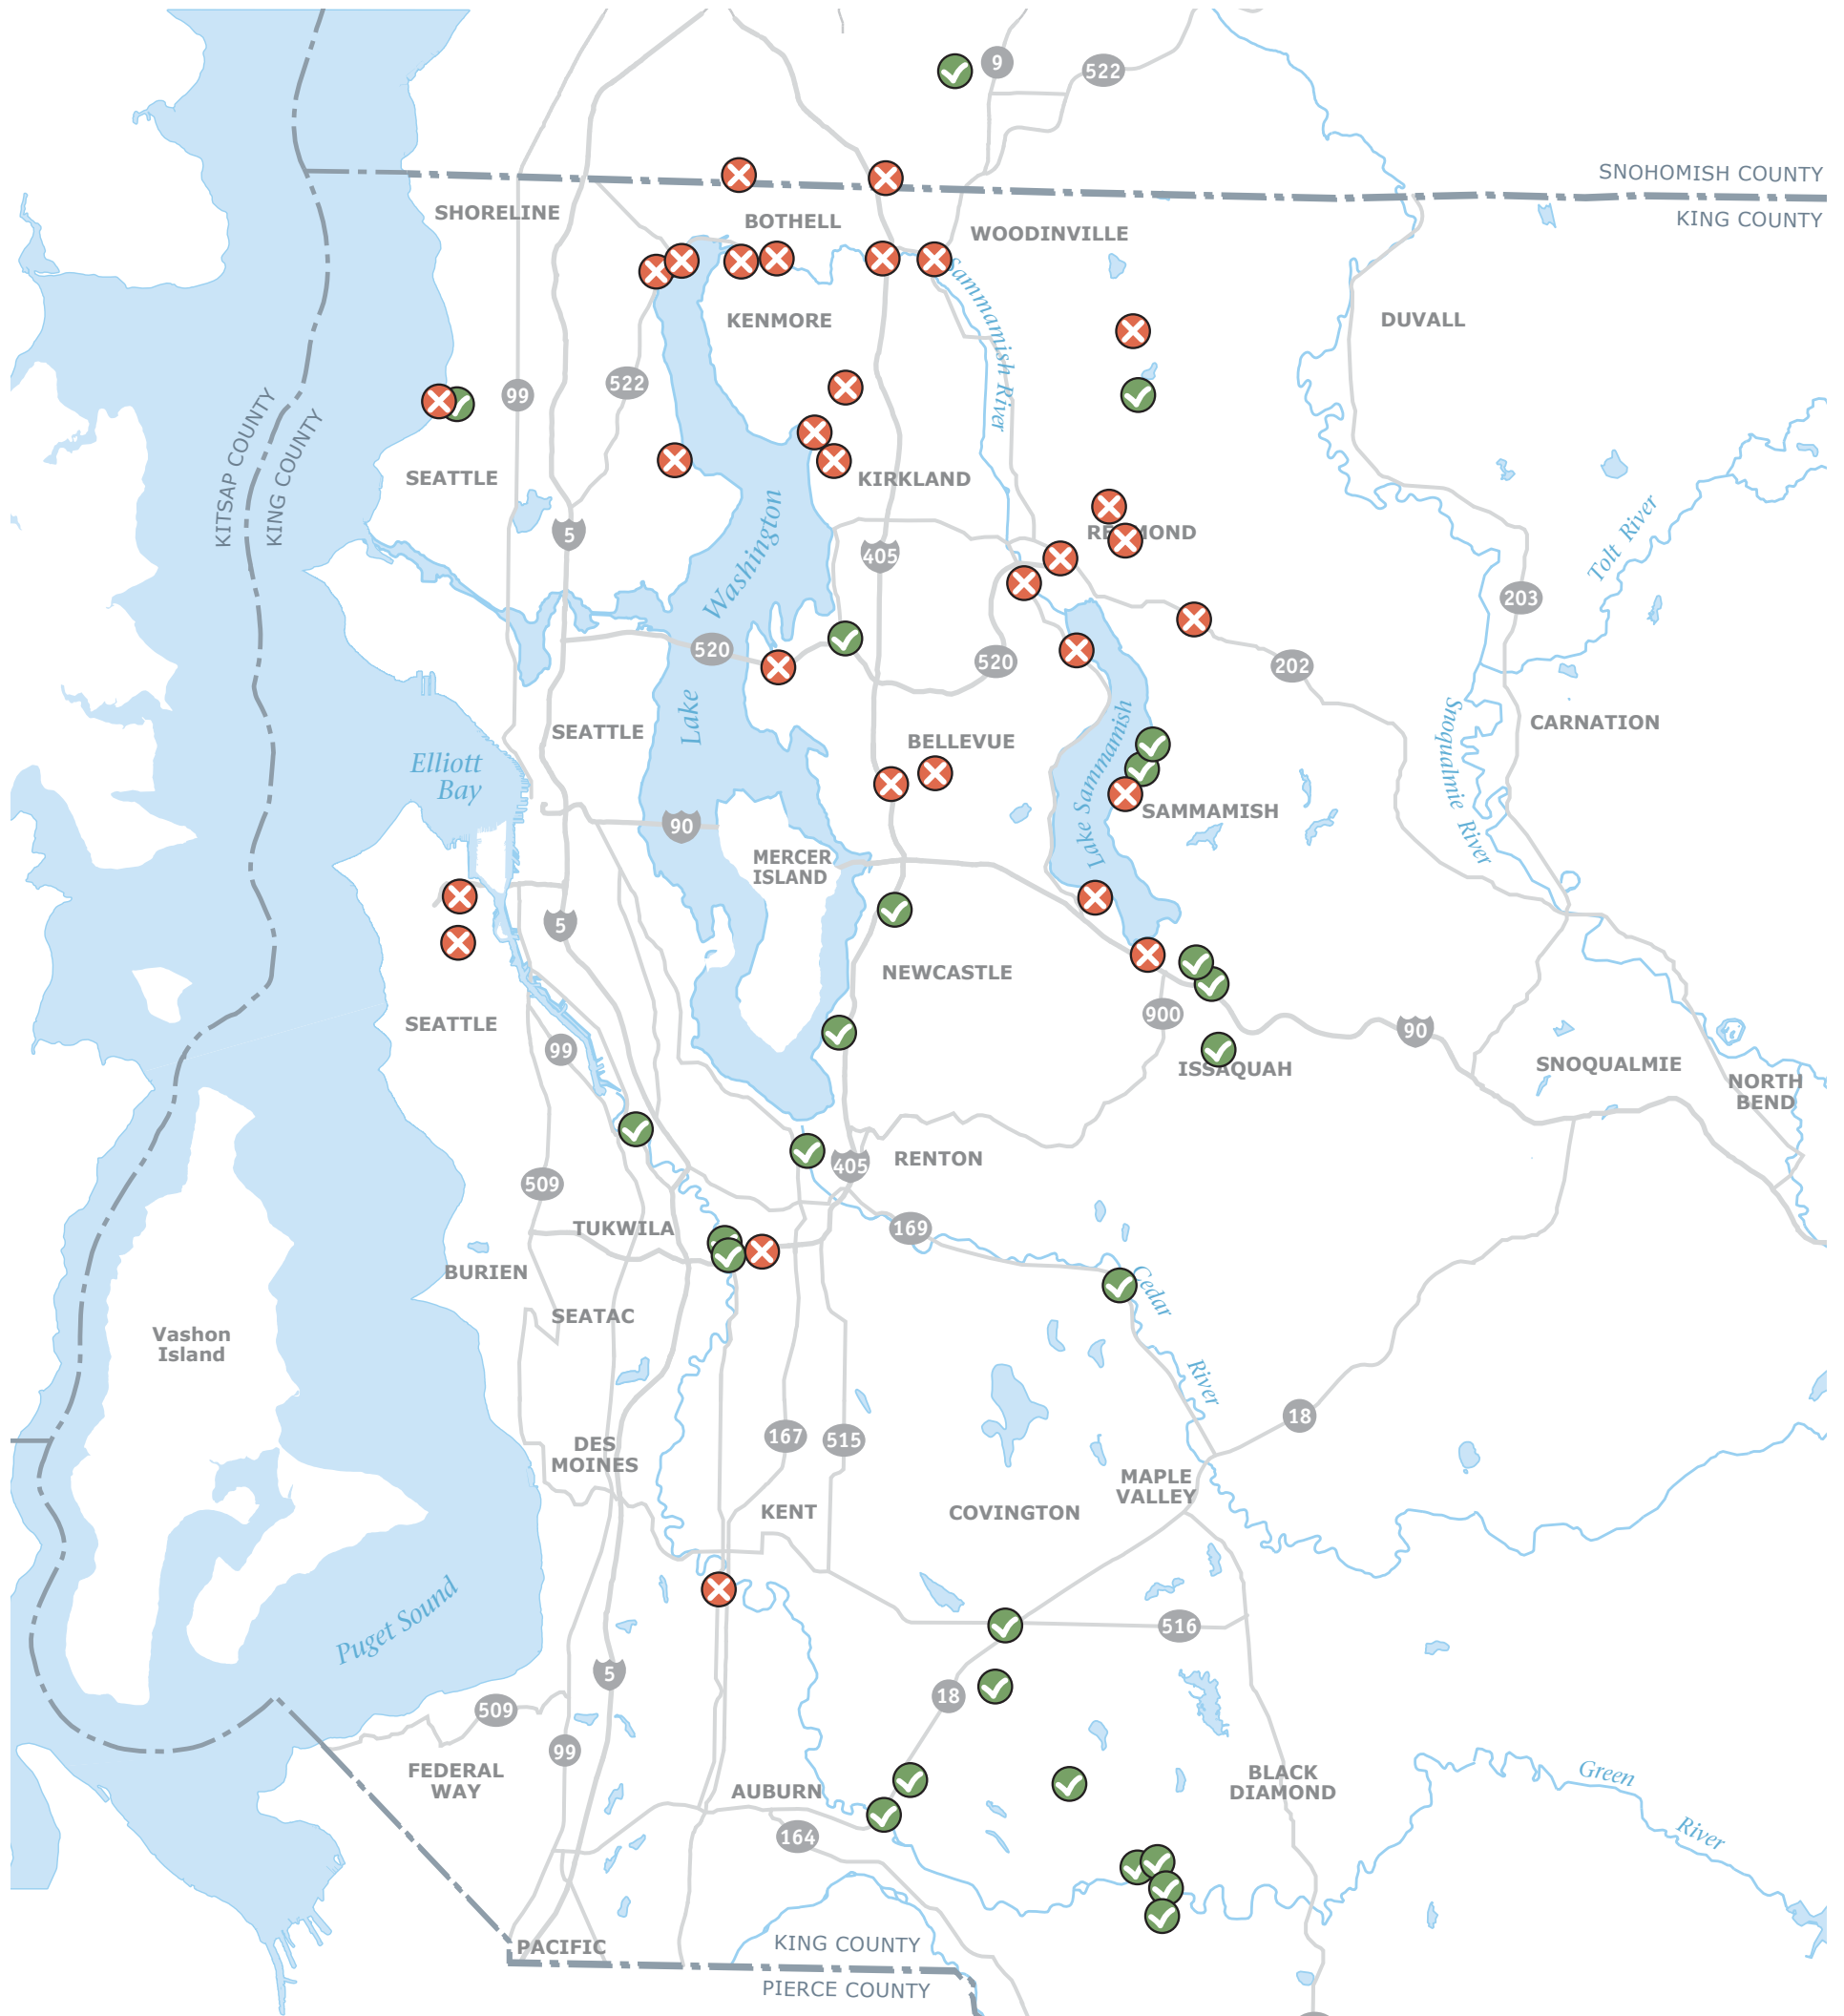 9
522
SNOHOMISH COUNTY
KING COUNTY
SHORELINE
BOTHELL
WOODINVILLE
Sammamish River
KENMORE
DUVALL
99
522
KITSAP COUNTY
KING COUNTY
SEATTLE
KIRKLAND
5
405
REDMOND
Tolt River
Lake Washington
203
520
520
202
SEATTLE
BELLEVUE
CARNATION
Elliott
Bay
Lake Sammamish
Snoqualmie River
SAMMAMISH
90
MERCER
ISLAND
5
NEWCASTLE
SEATTLE
99
900
90
ISSAQUAH
SNOQUALMIE
NORTH
BEND
509
405
RENTON
TUKWILA
169
BURIEN
Cedar River
SEATAC
Vashon
Island
18
167
515
DES
MOINES
MAPLE
VALLEY
KENT
COVINGTON
Puget Sound
516
5
18
509
99
FEDERAL
WAY
AUBURN
BLACK
DIAMOND
Green River
164
PACIFIC
KING COUNTY
PIERCE COUNTY